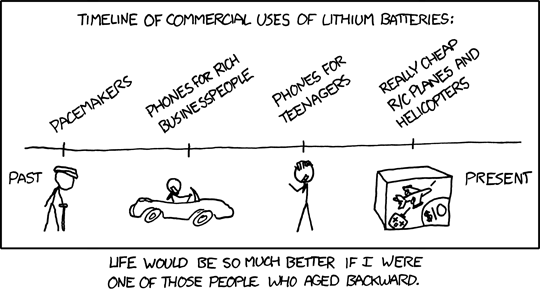 TIMELINE OF COMMERCIAL USES OF LITHIUM BATTERIES:
PACEMAKERS
PHONES FOR RICH
BUSINESSPEOPLE
PHONES FOR
TEENAGERS
REALLY CHEAP
R/C PLANES AND
HELICOPTERS
PAST
PRESENT
$10
LIFE WOULD BE SO MUCH BETTER IF I WERE
ONE OF THOSE PEOPLE WHO AGED BACKWARD.